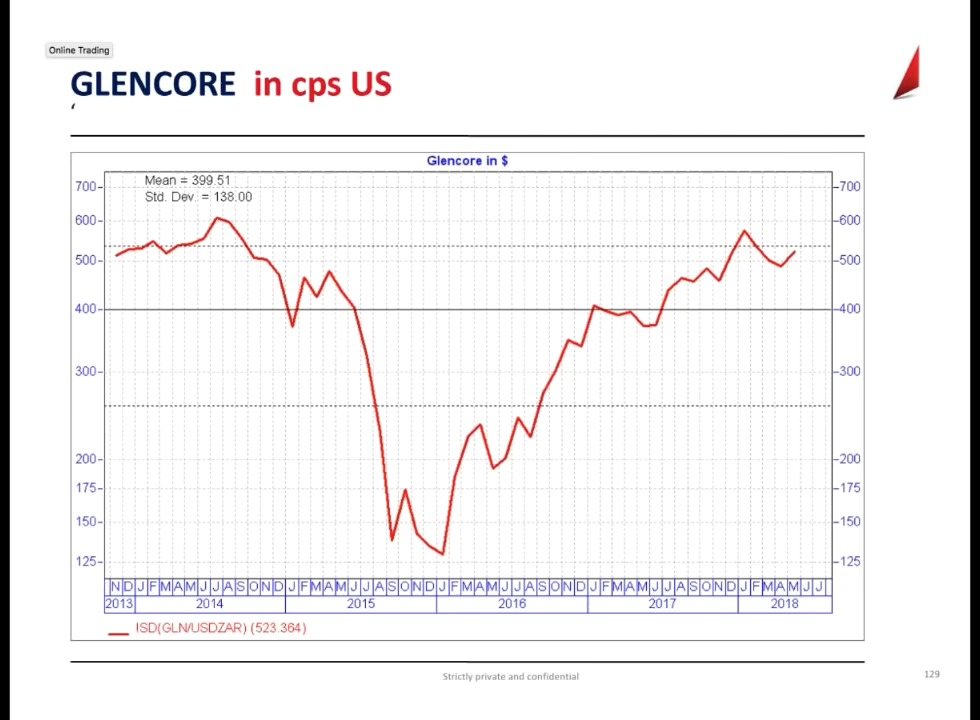 Online Trading
GLENCORE in cps US
‘
Glencore in $
Mean = 399.51
Std. Dev. = 138.00
700 700
600 600
500 500
400 400
300 300
200 200
175 175
150 150
125 125
N D J F M A M J J A S O N D J F M A M J J A S O N D J F M A M J J A S O N D J F M A M J J A S O N D J F M A M J J
2013 2014 2015 2016 2017 2018
ISD(GLN/USDZAR) (523.364)
Strictly private and confidential 129